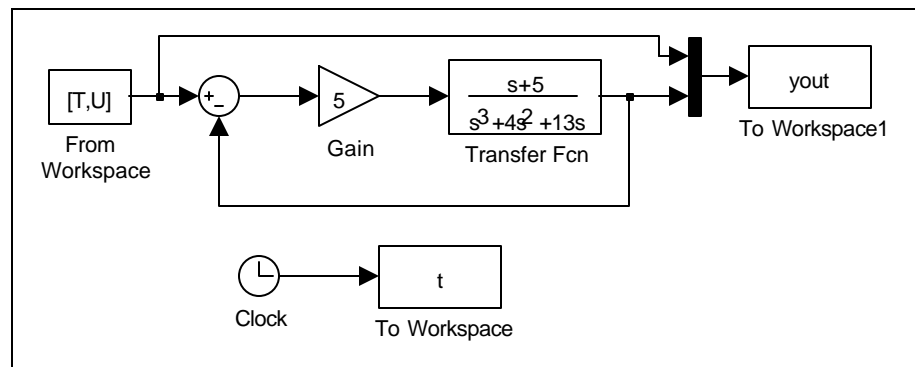 [T,U]
From
Workspace
+
−
5
Gain
s+5
s3+4s2+13s
Transfer Fcn
yout
To Workspace1
Clock
t
To Workspace